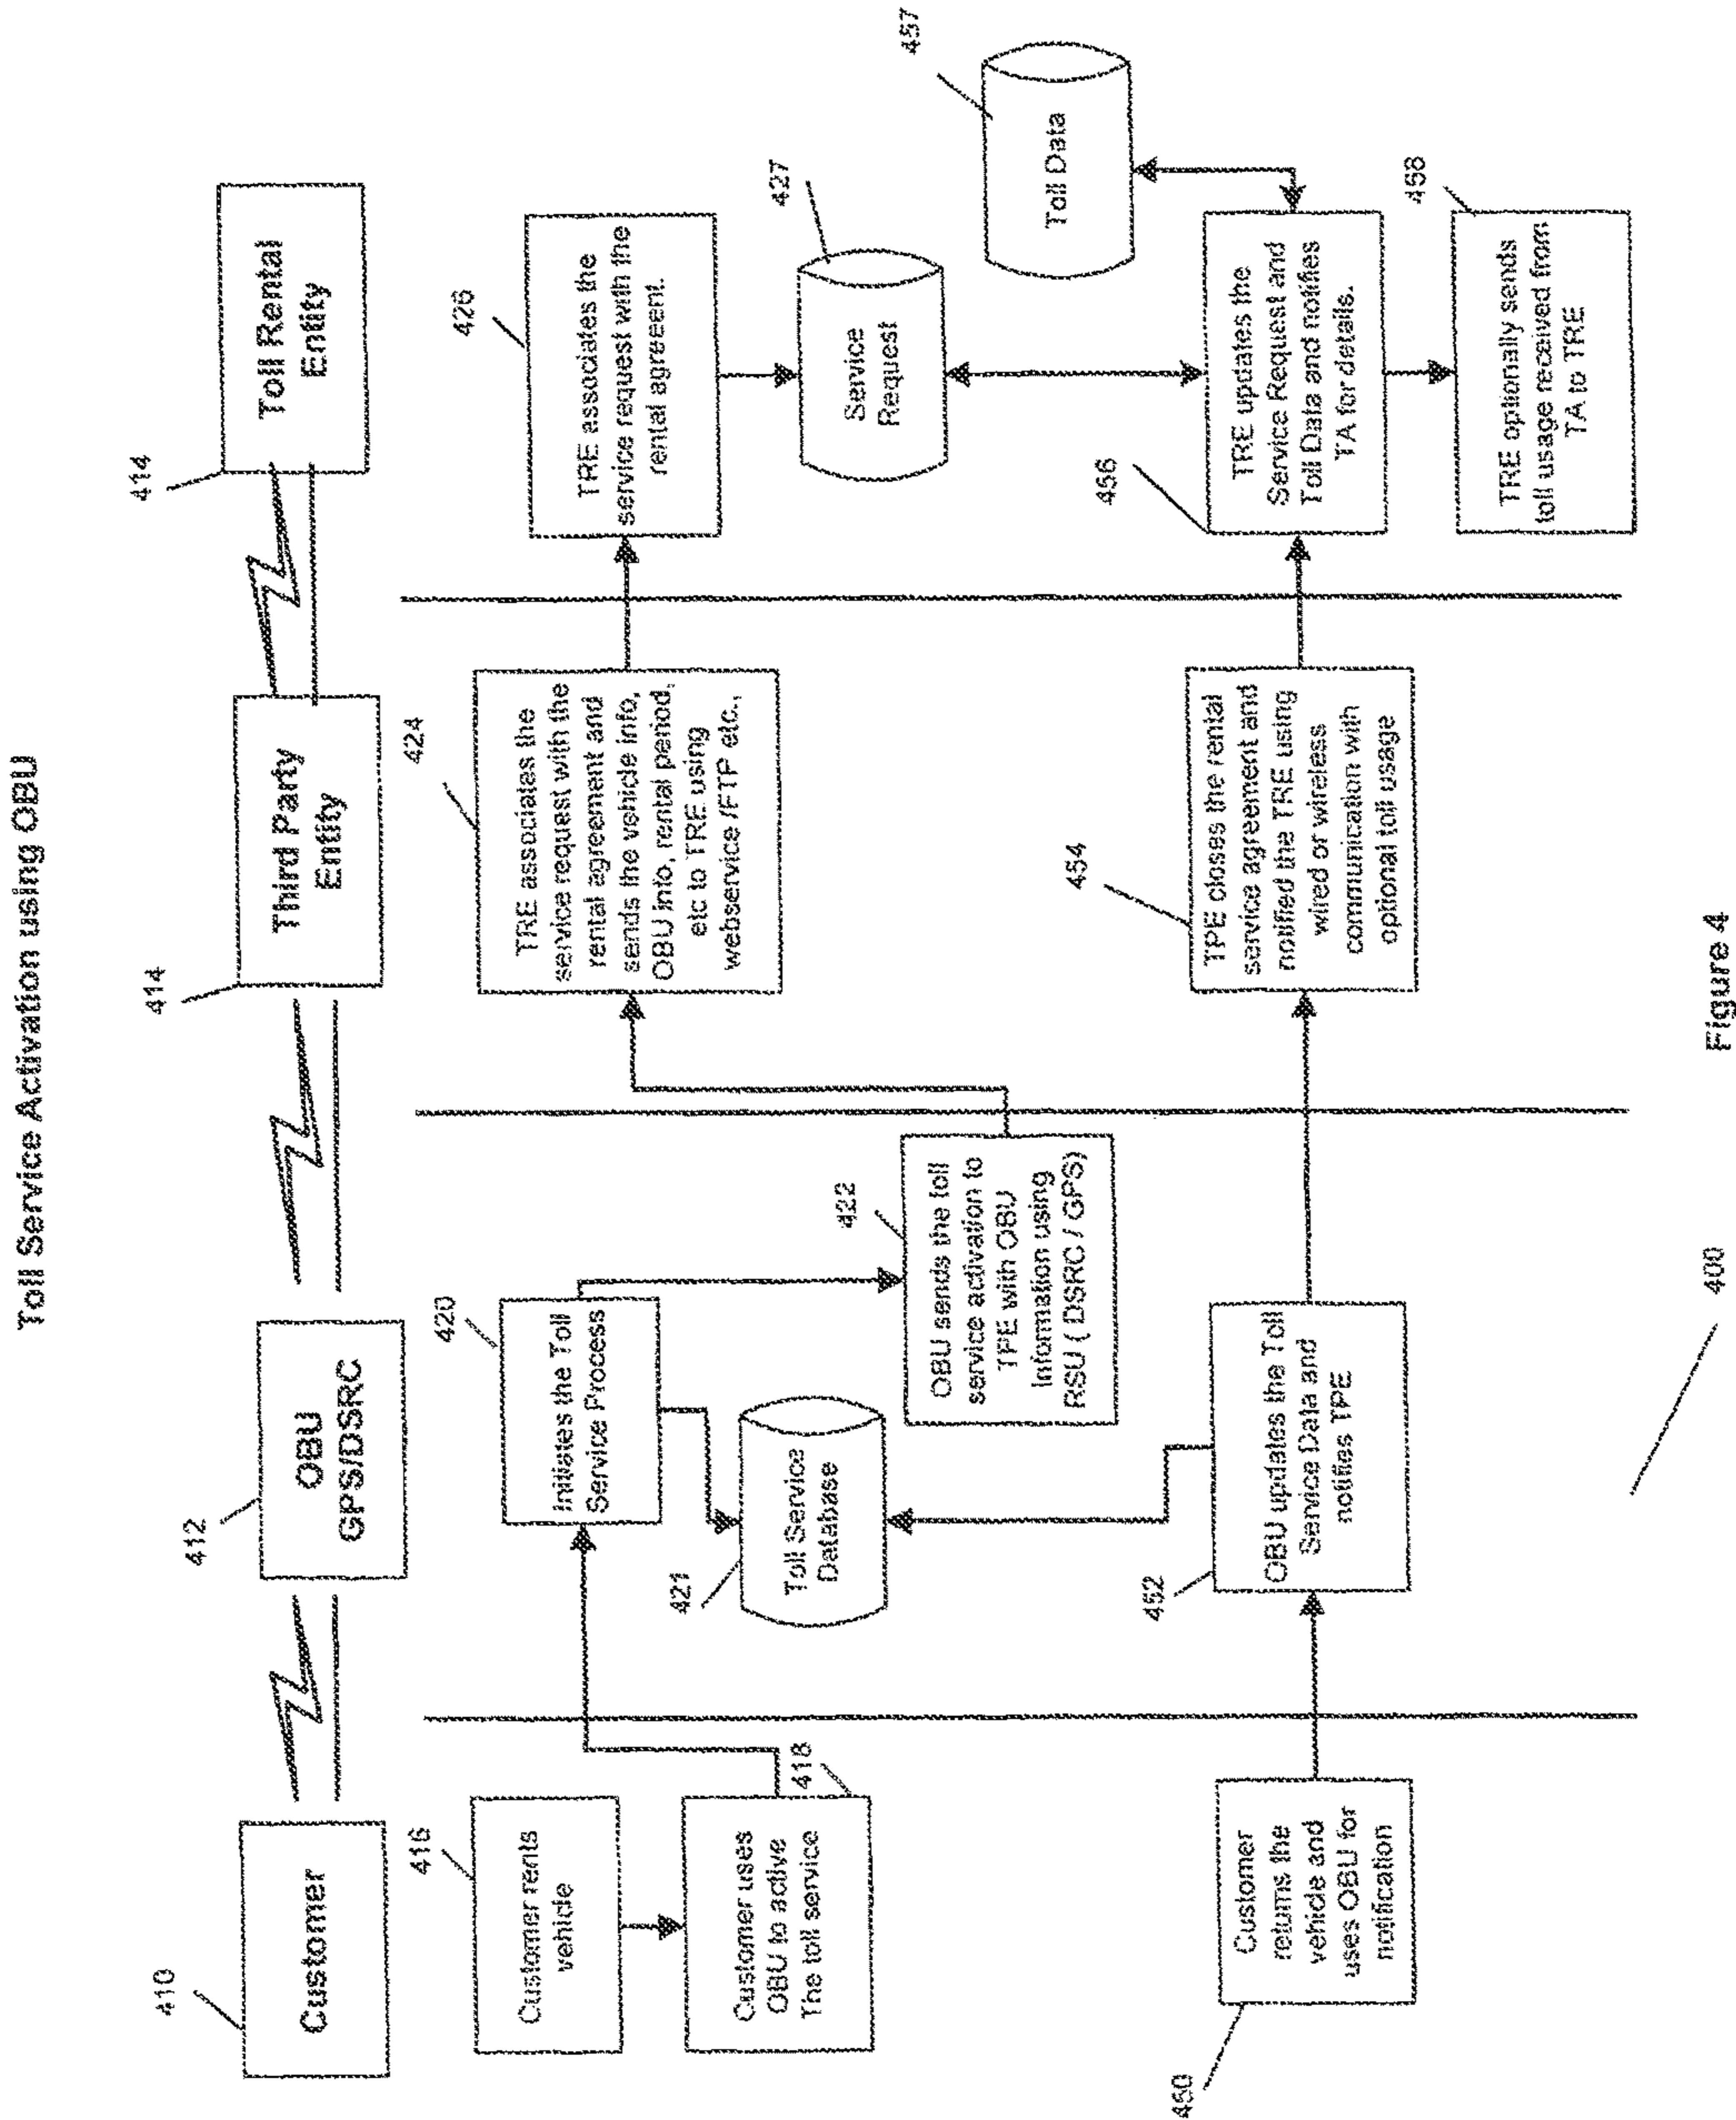 Toll Service Activation using OBU
410
Customer
412
OBU
GPS/DSRC
414
Third Party
Entity
414
Toll Rental
Entity
416
Customer rents
vehicle
418
Customer uses
OBU to active
The toll service
420
Initiates the Toll
Service Process
421
Toll Service
Database
422
OBU sends the toll
service activation to
TPE with OBU
Information using
RSU ( DSRC / GPS)
424
TRE associates the
service request with the
rental agreement and
sends the vehicle info,
OBU info, rental period,
etc to TRE using
webservice /FTP etc.,
426
TRE associates the
service request with the
rental agreeent.
427
Service
Request
450
Customer
returns the
vehicle and
uses OBU for
notification
452
OBU updates the Toll
Service Data and
notifies TPE
454
TPE closes the rental
service agreement and
notified the TRE using
wired or wireless
communication with
optional toll usage
456
TRE updates the
Service Request and
Toll Data and notifies
TA for details.
457
Toll Data
458
TRE optionally sends
toll usage received from
TA to TRE
400
Figure 4